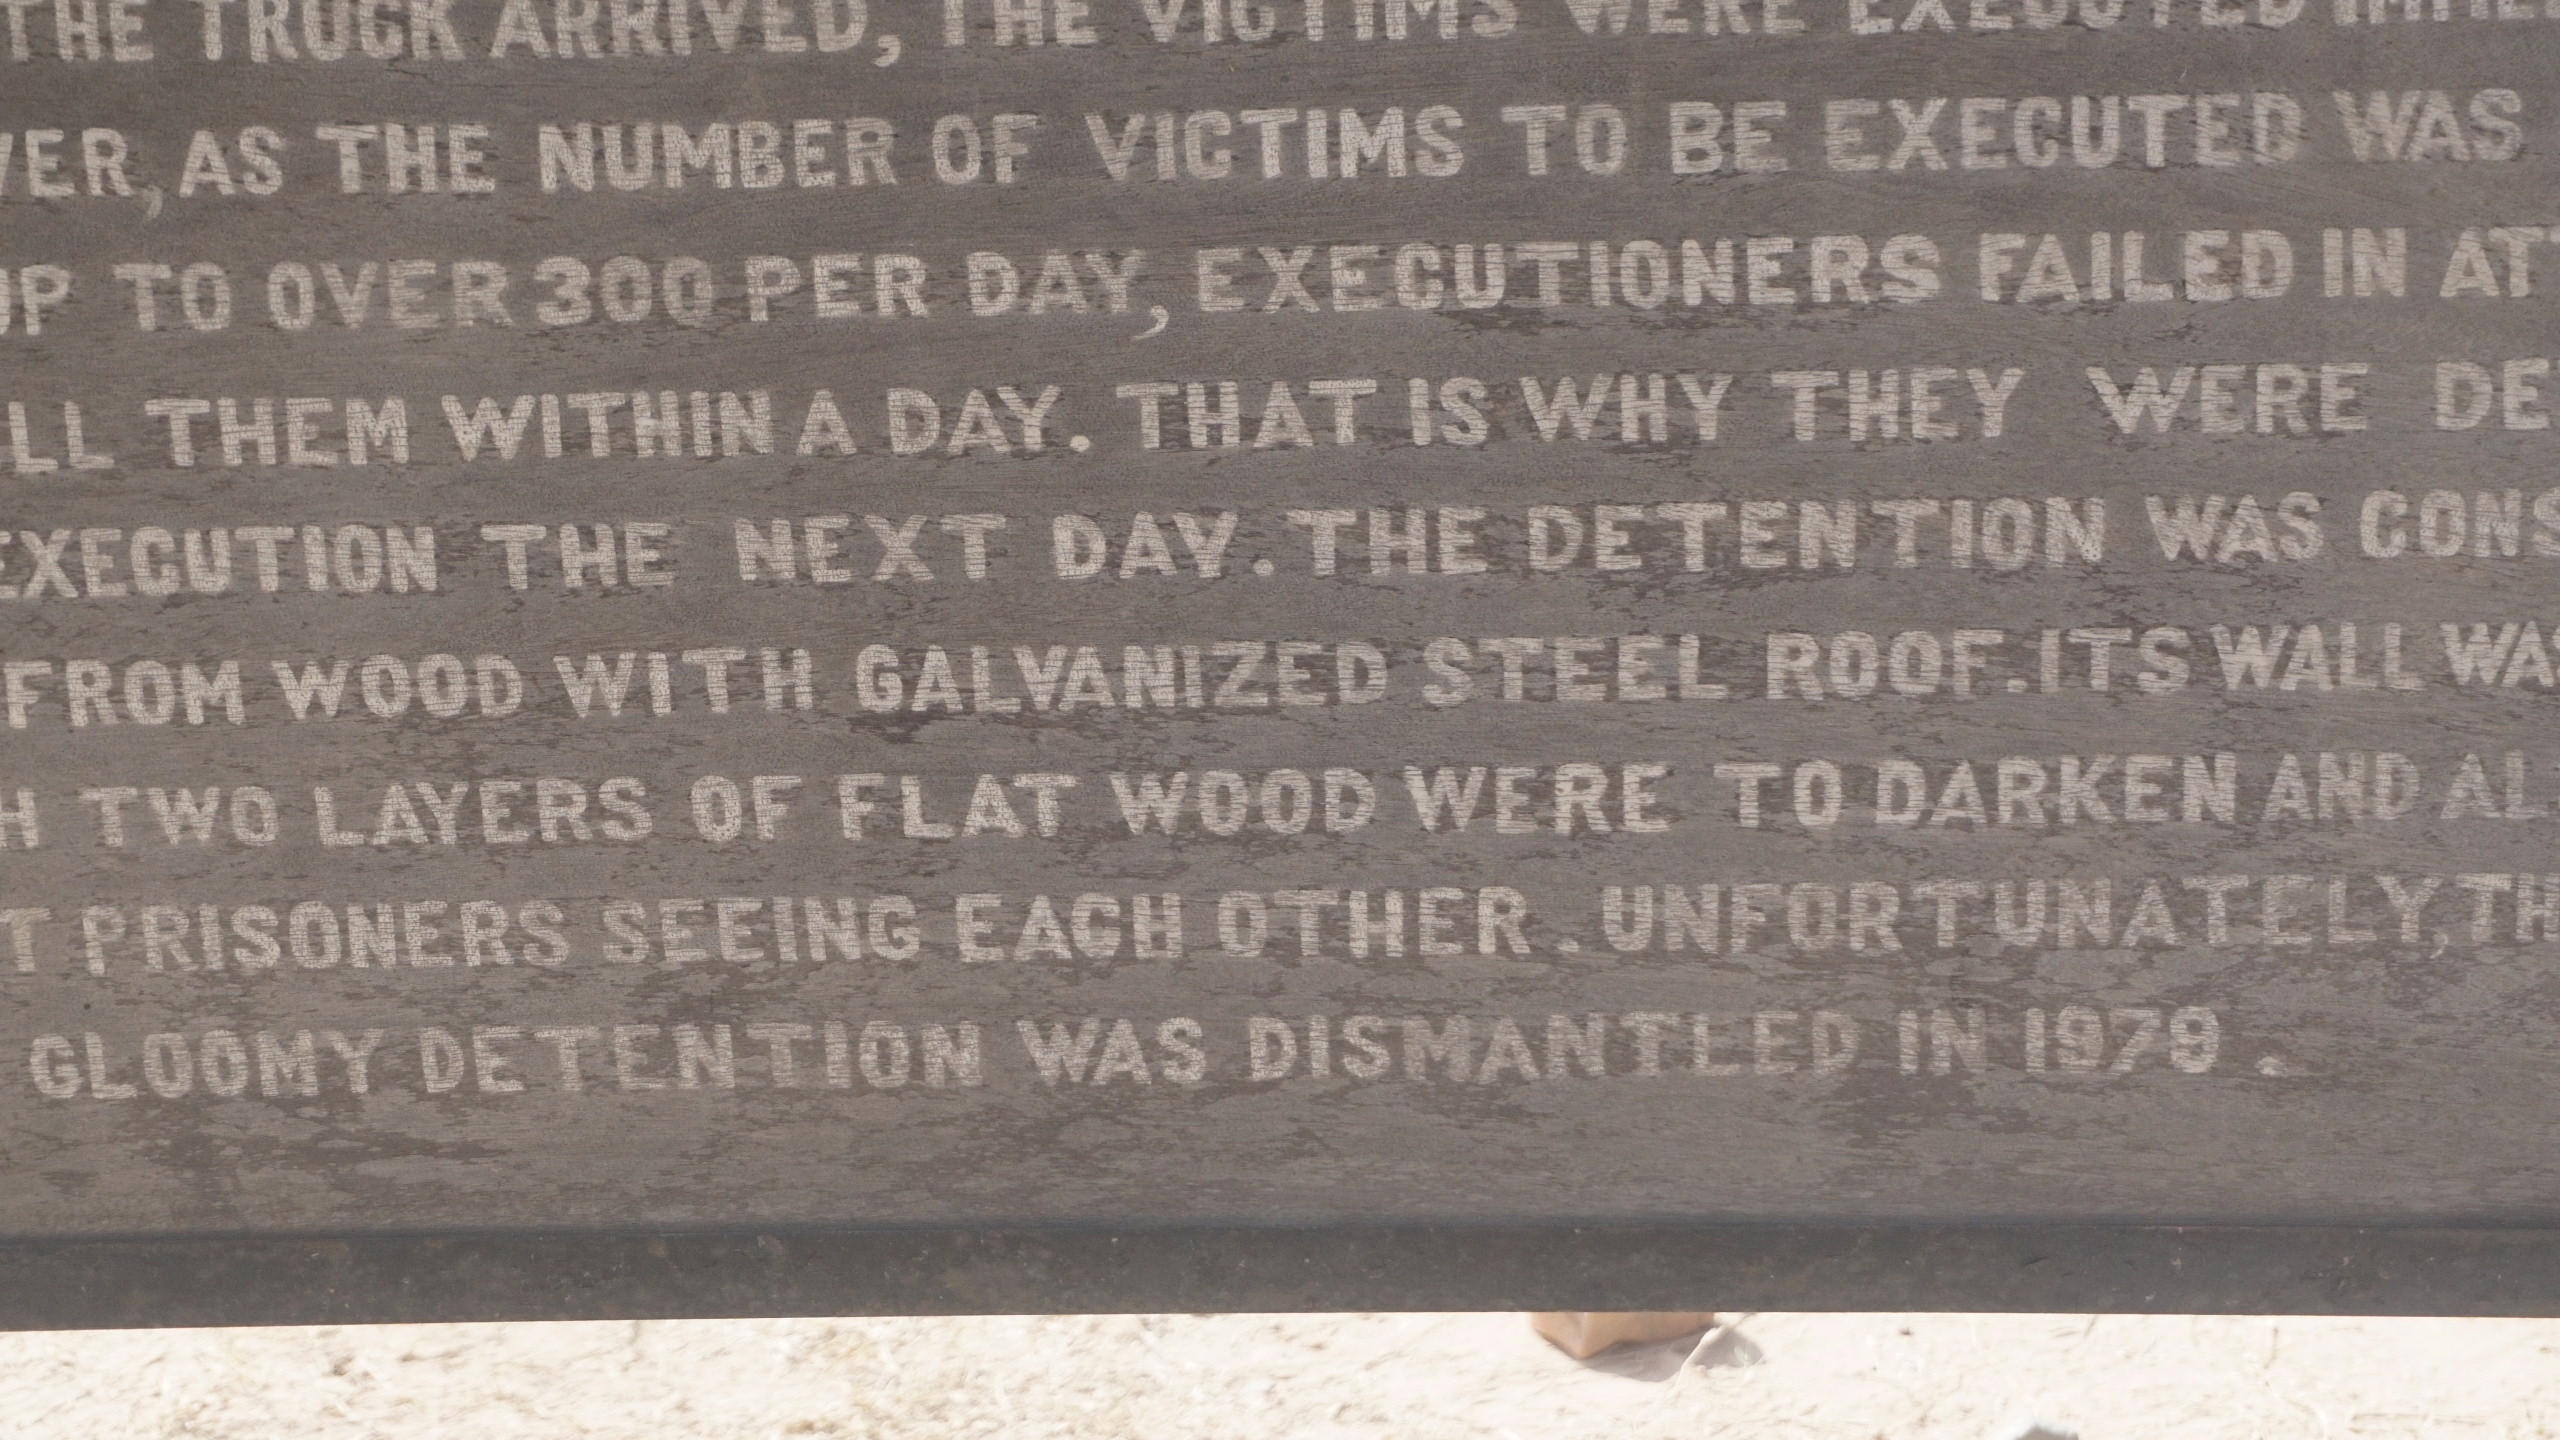 THE TRUCK ARRIVED, THE VICTIMS WERE EXECUTED
VER, AS THE NUMBER OF VICTIMS TO BE EXECUTED WAS
UP TO OVER 300 PER DAY, EXECUTIONERS FAILED IN AT
LL THEM WITHIN A DAY. THAT IS WHY THEY WERE DE
EXECUTION THE NEXT DAY. THE DETENTION WAS CONS
FROM WOOD WITH GALVANIZED STEEL ROOF. ITS WALL WAS
H TWO LAYERS OF FLAT WOOD WERE TO DARKEN AND AL
T PRISONERS SEEING EACH OTHER. UNFORTUNATELY, TH
GLOOMY DETENTION WAS DISMANTLED IN 1979.